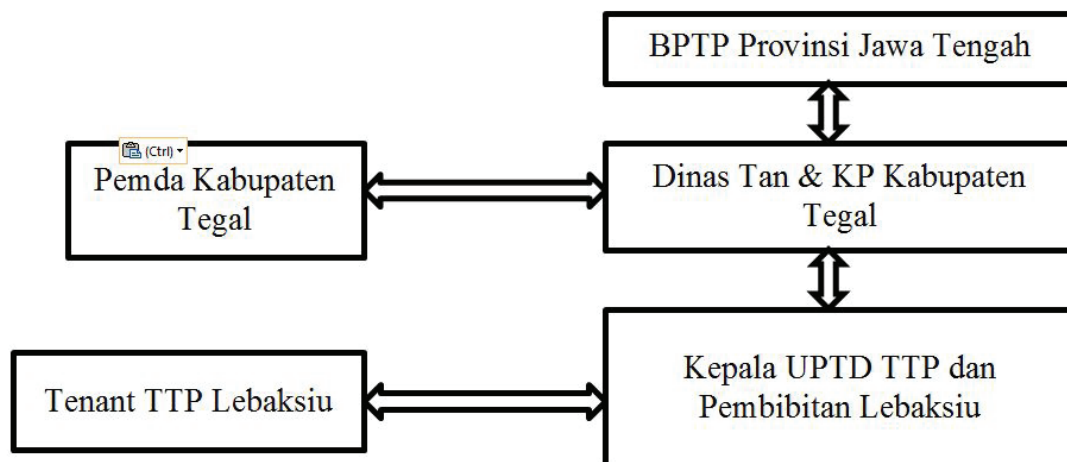 BPTP Provinsi Jawa Tengah
(Ctrl)
Pemda Kabupaten
Tegal
Dinas Tan & KP Kabupaten
Tegal
Tenant TTP Lebaksiu
Kepala UPTD TTP dan
Pembibitan Lebaksiu